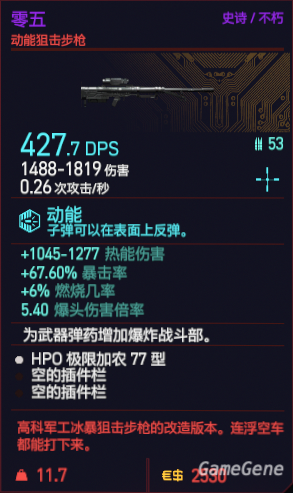 零五
史诗 / 不朽
动能狙击步枪
427.7 DPS
53
1488-1819 伤害
0.26 次攻击/秒
动能
子弹可以在表面上反弹。
+1045-1277 热能伤害
+67.60% 暴击率
+6% 燃烧几率
5.40 爆头伤害倍率
为武器弹药增加爆炸战斗部。
HPO 极限加农 77 型
空的插件栏
空的插件栏
高科军工冰暴狙击步枪的改造版本。连浮空车
都能打下来。
11.7
€$ 2530
GameGene